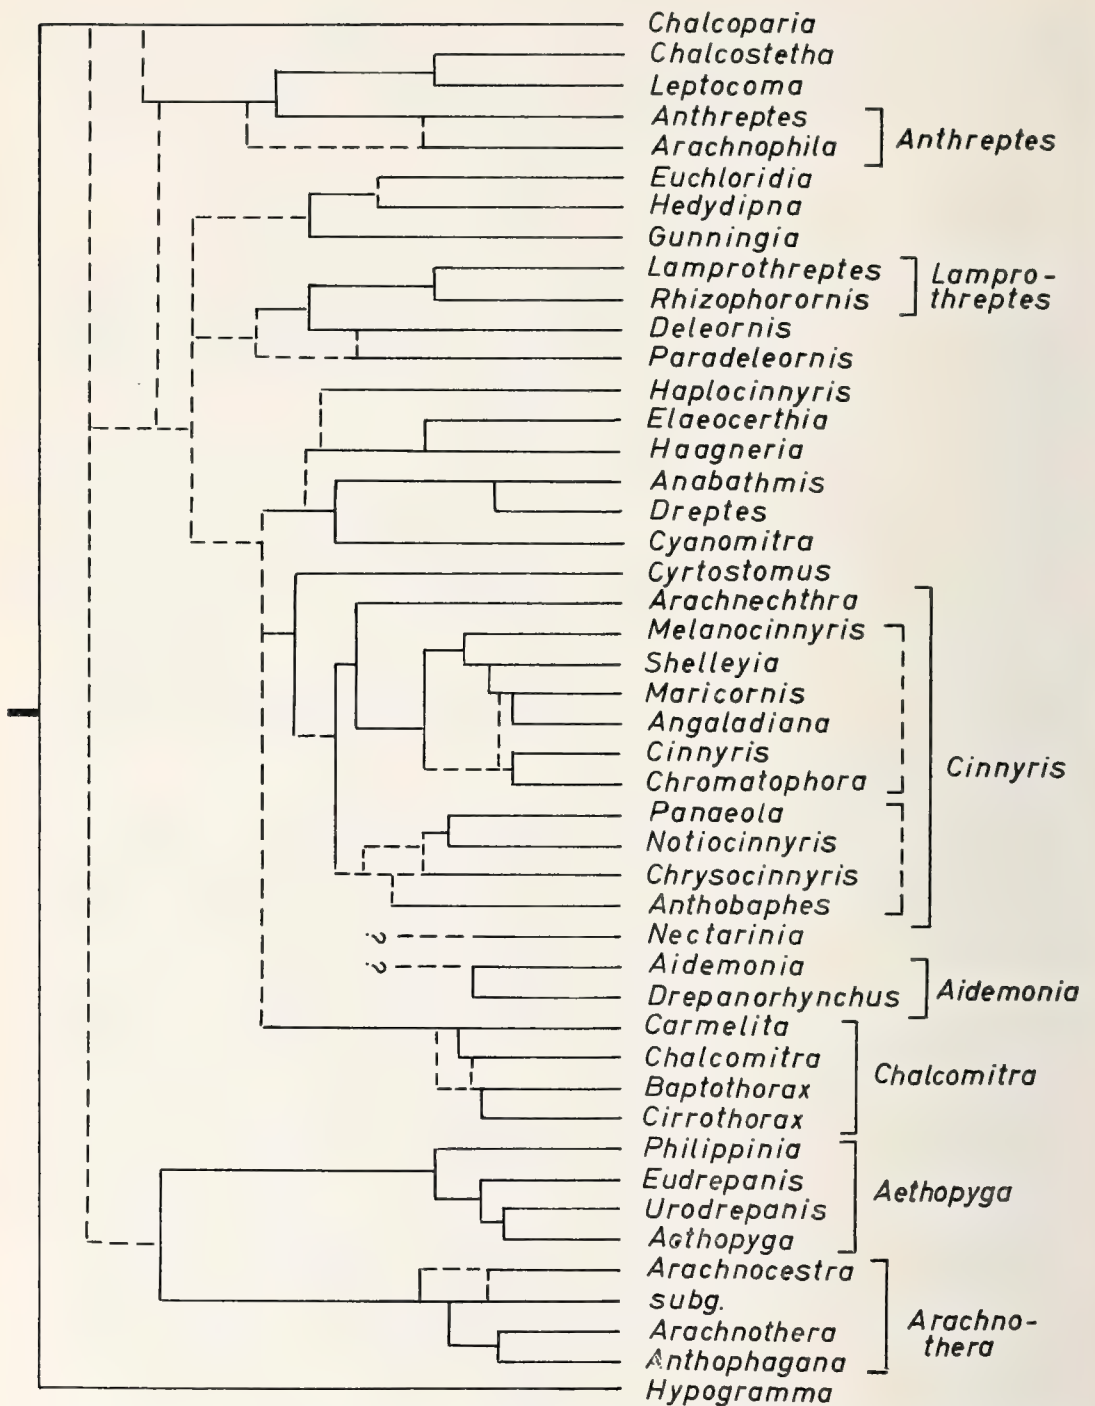 Chalcoparia
Chalcostetha
Leptocoma
Anthreptes
Arachnophila
Anthreptes
Euchloridia
Hedydipna
Gunningia
Lamprothreptes
Rhizophorornis
Lampro-
threptes
Deleornis
Paradeleornis
Haplocinnyris
Elaeocerthia
Haagneria
Anabathmis
Dreptes
Cyanomitra
Cyrtostomus
Arachnechthra
Melanocinnyris
Shelleyia
Maricornis
Angaladiana
Cinnyris
Chromatophora
Cinnyris
Panaeola
Notiocinnyris
Chrysocinnyris
Anthobaphes
? Nectarinia
? Aidemonia
Drepanorhynchus
Aidemonia
Carmelita
Chalcomitra
Baptothorax
Cirrothorax
Chalcomitra
Philippinia
Eudrepanis
Urodrepanis
Aethopyga
Aethopyga
Arachnocestra
subg.
Arachnothera
Anthophagana
Arachno-
thera
Hypogramma